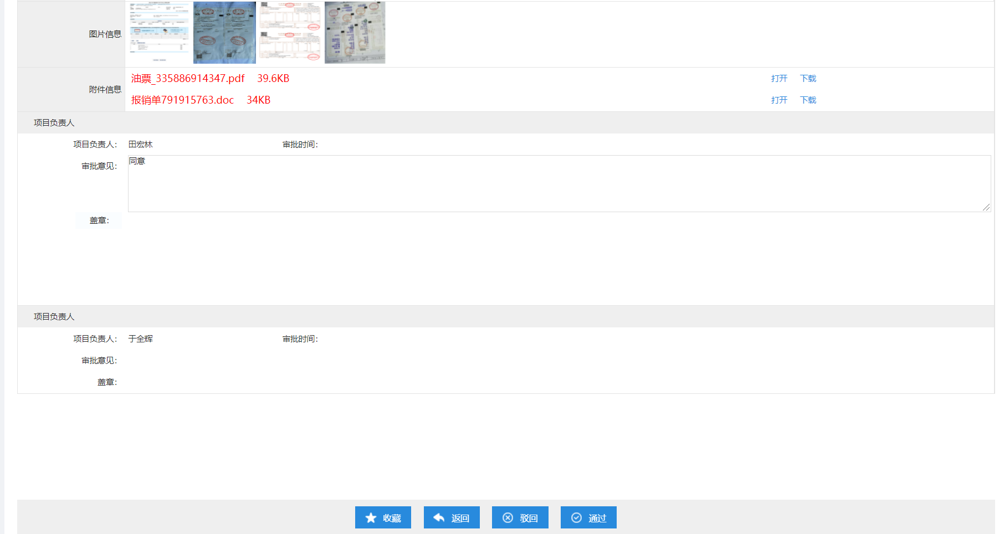 图片信息
附件信息
油票_335886914347.pdf 39.6KB 打开 下载
报销单791915763.doc 34KB 打开 下载
项目负责人
项目负责人： 田宏林 审批时间：
审批意见： 同意
盖章：
项目负责人
项目负责人： 于全辉 审批时间：
审批意见：
盖章：
收藏 返回 驳回 通过